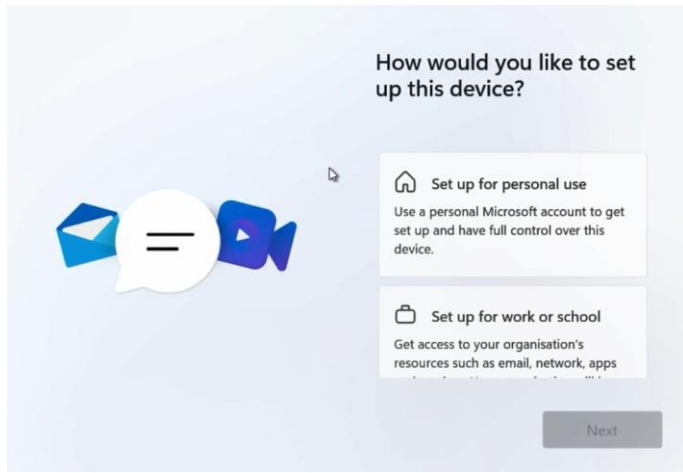 How would you like to set
up this device?
Set up for personal use
Use a personal Microsoft account to get
set up and have full control over this
device.
Set up for work or school
Get access to your organisation's
resources such as email, network, apps
Next